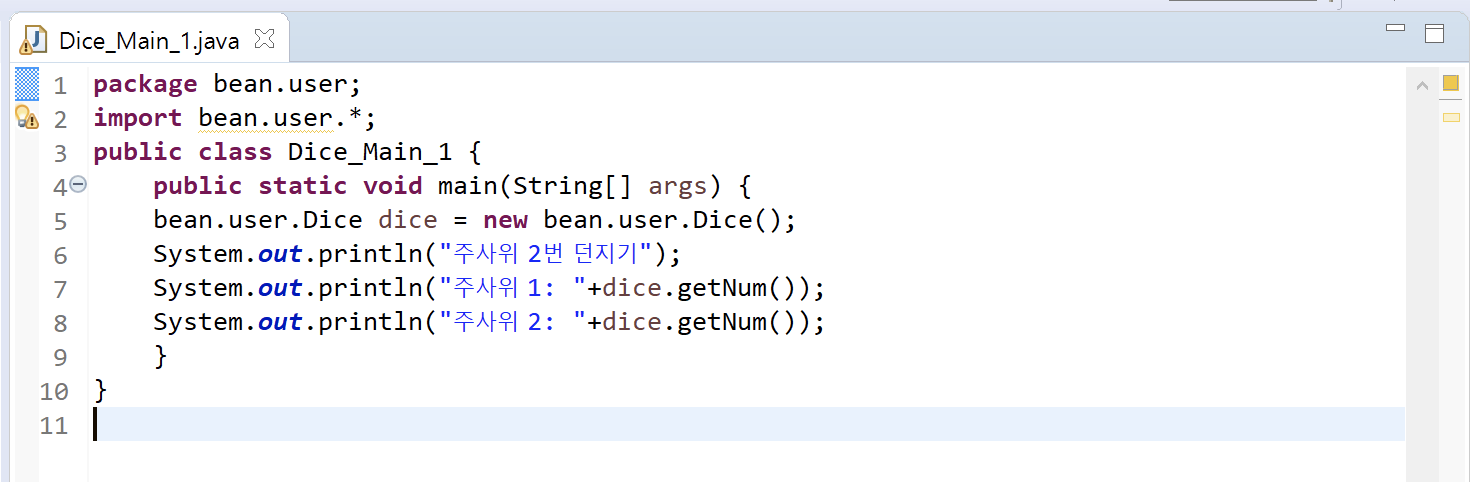 Dice_Main_1.java
1 package bean.user;
2 import bean.user.*;
3 public class Dice_Main_1 {
4 public static void main(String[] args) {
5 bean.user.Dice dice = new bean.user.Dice();
6 System.out.println("주사위 2번 던지기");
7 System.out.println("주사위 1: "+dice.getNum());
8 System.out.println("주사위 2: "+dice.getNum());
9 }
10 }
11